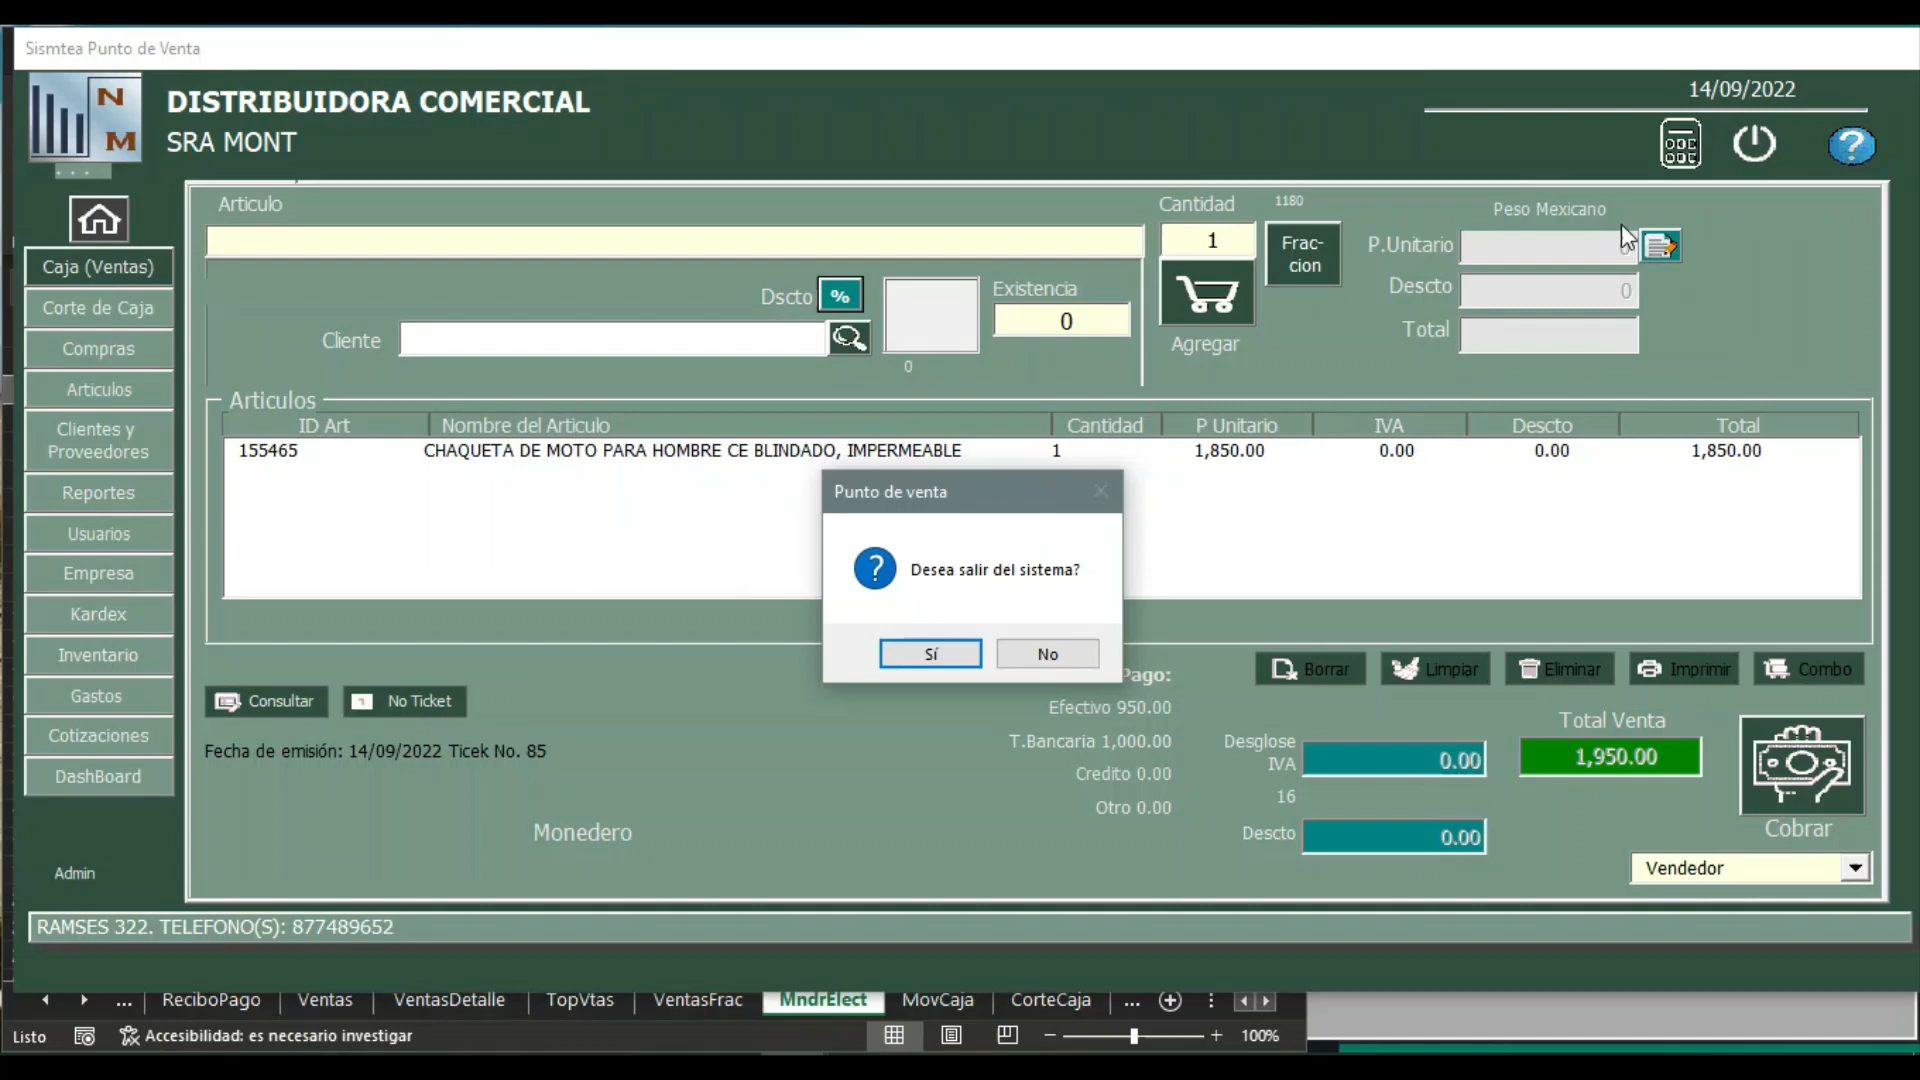 Sismtea Punto de Venta
N
M
DISTRIBUIDORA COMERCIAL
SRA MONT
14/09/2022
Caja (Ventas)
Corte de Caja
Compras
Articulos
Clientes y
Proveedores
Reportes
Usuarios
Empresa
Kardex
Inventario
Gastos
Cotizaciones
DashBoard
Admin
Articulo
Cantidad
1180
Peso Mexicano
1
Frac-
cion
P.Unitario
Dscto %
Existencia
Descto 0
0
Cliente
Total
Agregar
0
Articulos
ID Art Nombre del Articulo Cantidad P Unitario IVA Descto Total
155465 CHAQUETA DE MOTO PARA HOMBRE CE BLINDADO, IMPERMEABLE 1 1,850.00 0.00 0.00 1,850.00
Punto de venta
Desea salir del sistema?
Sí No
Pago:
Borrar Limpiar Eliminar Imprimir Combo
Consultar No Ticket
Efectivo 950.00
Total Venta
T.Bancaria 1,000.00
Desglose
IVA 0.00
1,950.00
Fecha de emisión: 14/09/2022 Ticek No. 85
Credito 0.00
16
Otro 0.00
Monedero
Descto 0.00
Cobrar
Vendedor
RAMSES 322. TELEFONO(S): 877489652
... ReciboPago Ventas VentasDetalle TopVtas VentasFrac MndrElect MovCaja CorteCaja ...
Listo Accesibilidad: es necesario investigar 100%